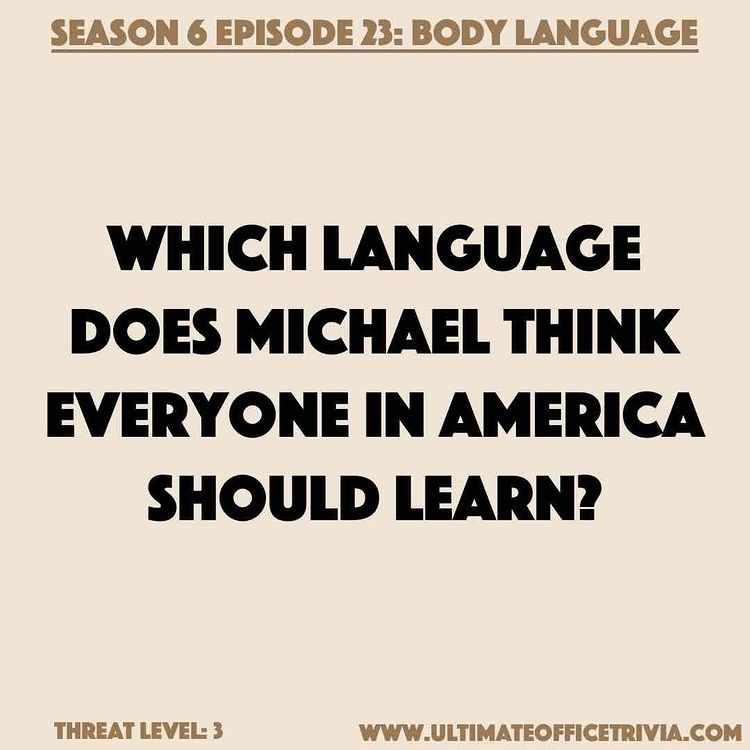 SEASON 6 EPISODE 23: BODY LANGUAGE
WHICH LANGUAGE
DOES MICHAEL THINK
EVERYONE IN AMERICA
SHOULD LEARN?
THREAT LEVEL: 3
WWW.ULTIMATEOFFICETRIVIA.COM